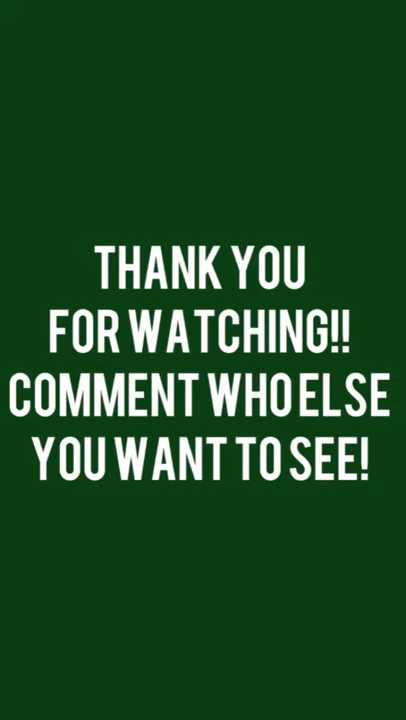 THANK YOU
FOR WATCHING!!
COMMENT WHO ELSE
YOU WANT TO SEE!